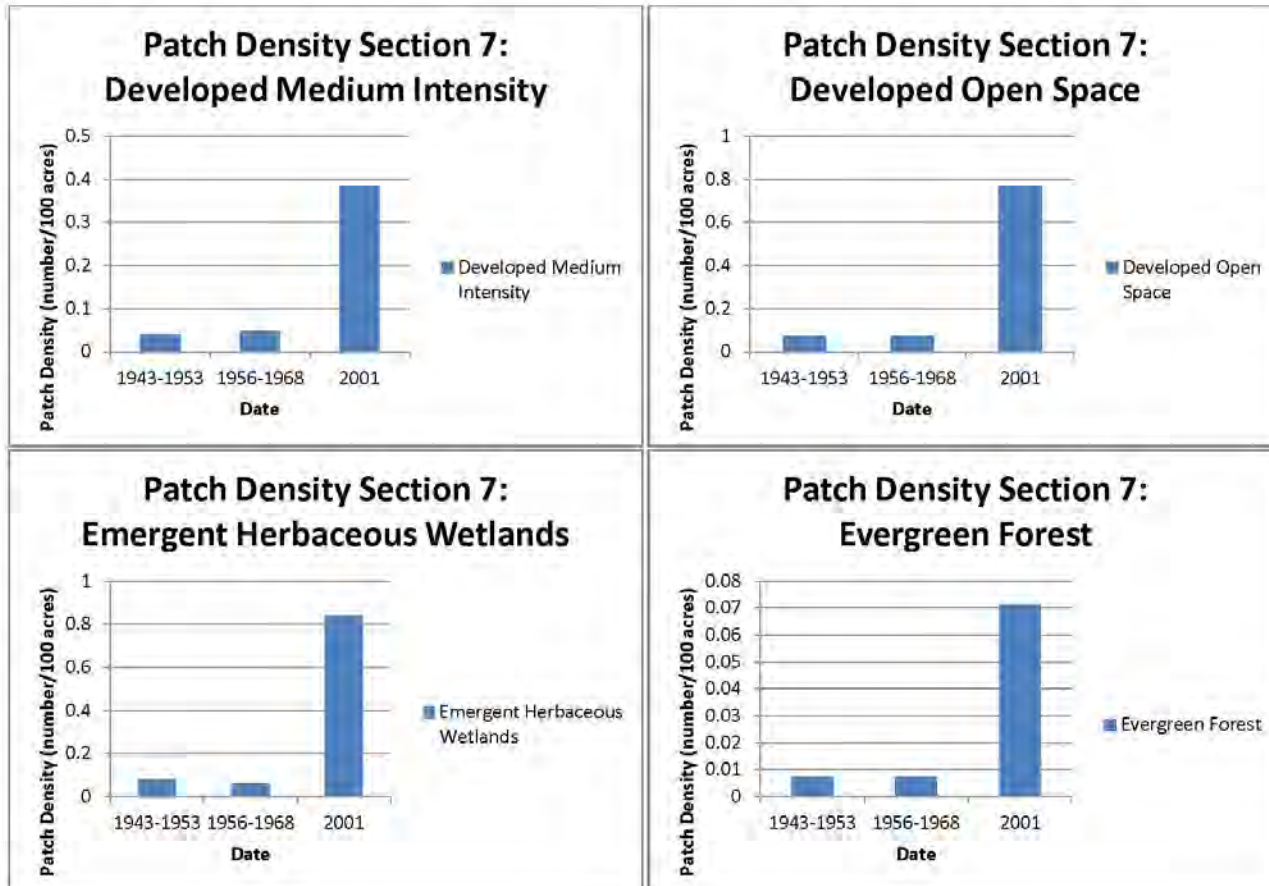 Patch Density Section 7:
Developed Medium Intensity
Patch Density (number/100 acres)
0.5
0.4
0.3
0.2
0.1
0
1943-1953
1956-1968
2001
Date
Developed Medium
Intensity
Patch Density Section 7:
Developed Open Space
Patch Density (number/100 acres)
1
0.8
0.6
0.4
0.2
0
1943-1953
1956-1968
2001
Date
Developed Open
Space
Patch Density Section 7:
Emergent Herbaceous Wetlands
Patch Density (number/100 acres)
1
0.8
0.6
0.4
0.2
0
1943-1953
1956-1968
2001
Date
Emergent Herbaceous
Wetlands
Patch Density Section 7:
Evergreen Forest
Patch Density (number/100 acres)
0.08
0.07
0.06
0.05
0.04
0.03
0.02
0.01
0
1943-1953
1956-1968
2001
Date
Evergreen Forest